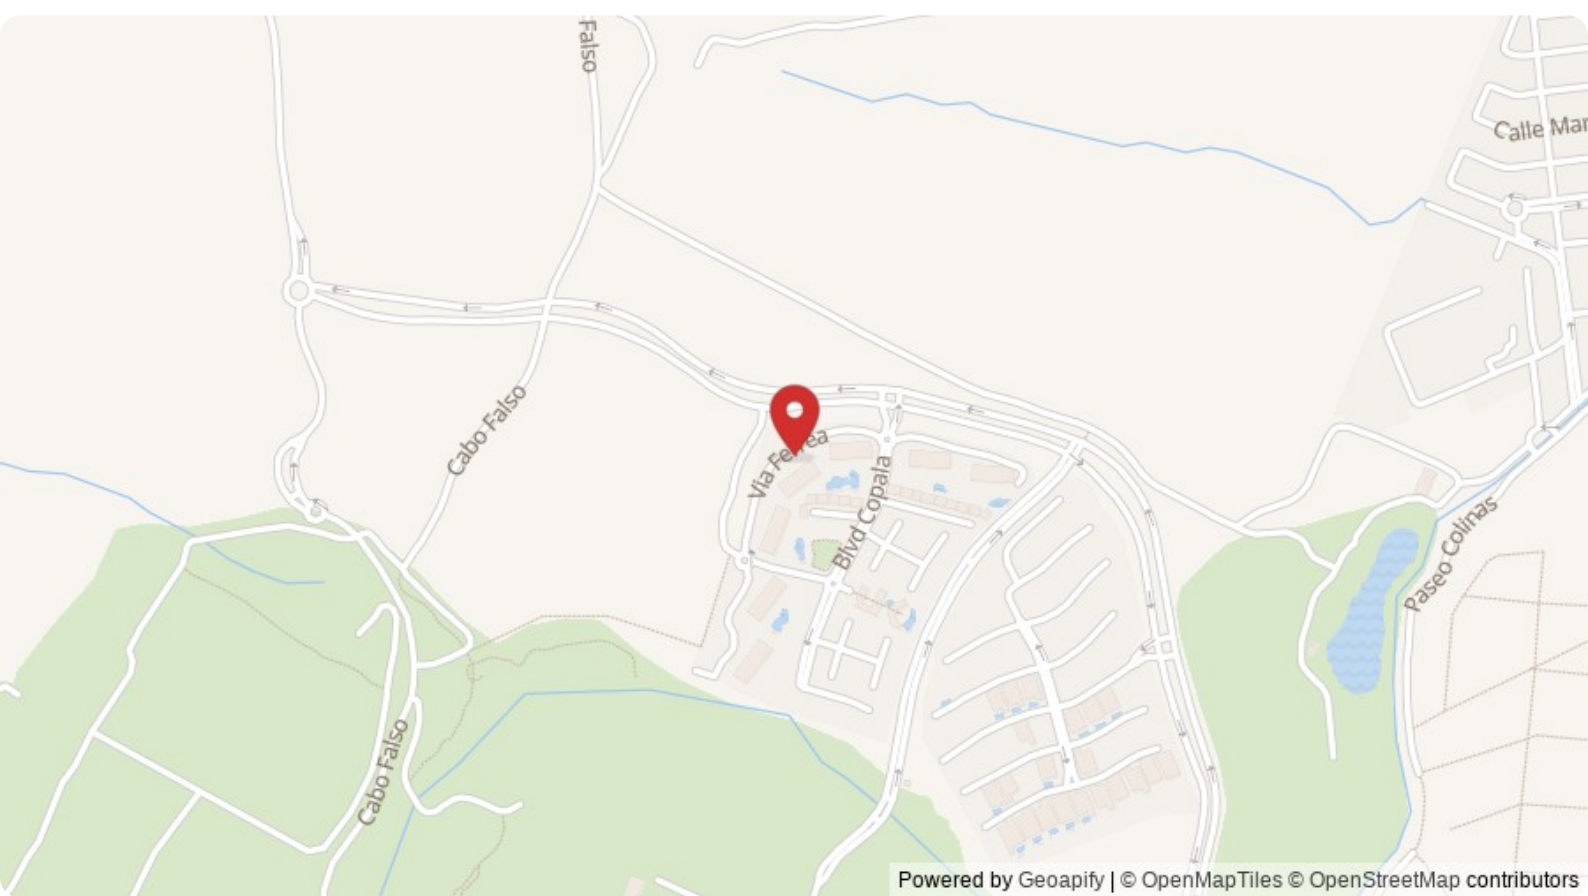 Falso
Calle Mar
Cabo Falso
Via Ferrea
Blvd Copala
Paseo Colinas
Cabo Falso
Powered by Geoapify | © OpenMapTiles © OpenStreetMap contributors